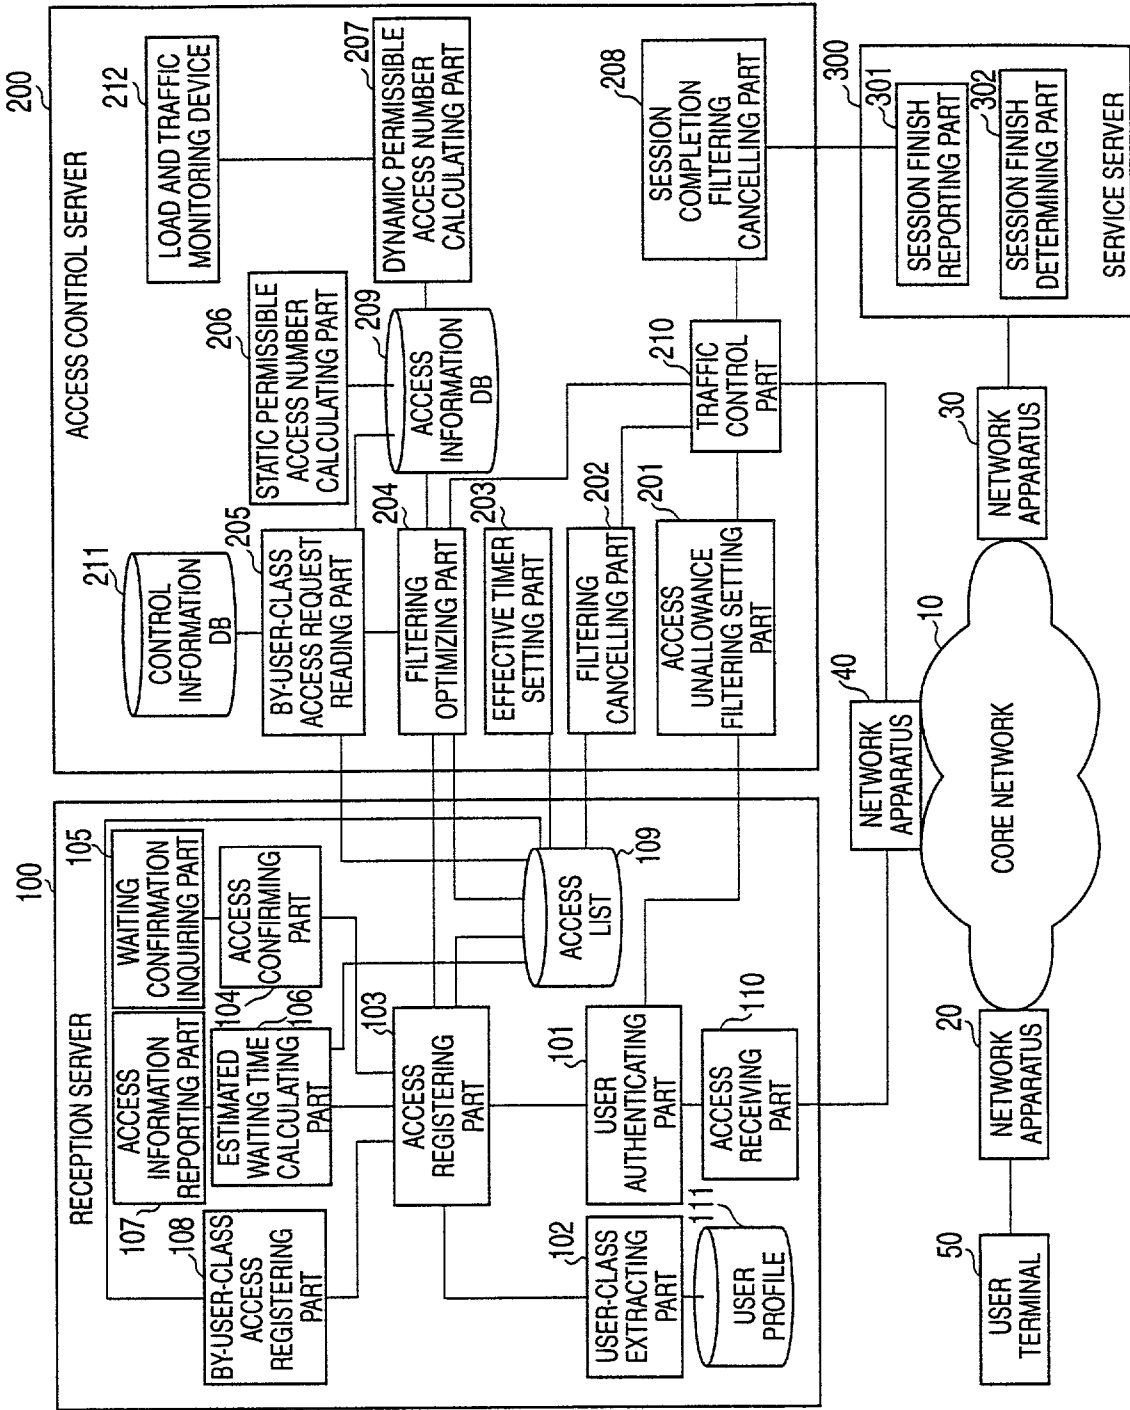 100
RECEPTION SERVER
107
ACCESS
INFORMATION
REPORTING PART
105
WAITING
CONFIRMATION
INQUIRING PART
108
BY-USER-CLASS
ACCESS
REGISTERING
PART
106
ESTIMATED
WAITING TIME
CALCULATING
PART
104
ACCESS
CONFIRMING
PART
103
ACCESS
REGISTERING
PART
109
ACCESS
LIST
102
USER-CLASS
EXTRACTING
PART
101
USER
AUTHENTICATING
PART
111
USER
PROFILE
110
ACCESS
RECEIVING
PART
200
ACCESS CONTROL SERVER
211
CONTROL
INFORMATION
DB
212
LOAD AND TRAFFIC
MONITORING DEVICE
205
BY-USER-CLASS
ACCESS REQUEST
READING PART
206
STATIC PERMISSIBLE
ACCESS NUMBER
CALCULATING PART
207
DYNAMIC PERMISSIBLE
ACCESS NUMBER
CALCULATING PART
204
FILTERING
OPTIMIZING PART
209
ACCESS
INFORMATION
DB
203
EFFECTIVE TIMER
SETTING PART
202
FILTERING
CANCELLING PART
201
ACCESS
UNALLOWANCE
FILTERING SETTING
PART
210
TRAFFIC
CONTROL
PART
208
SESSION
COMPLETION
FILTERING
CANCELLING PART
300
301
SESSION FINISH
REPORTING PART
302
SESSION FINISH
DETERMINING PART
SERVICE SERVER
50
USER
TERMINAL
20
NETWORK
APPARATUS
40
NETWORK
APPARATUS
10
CORE NETWORK
30
NETWORK
APPARATUS